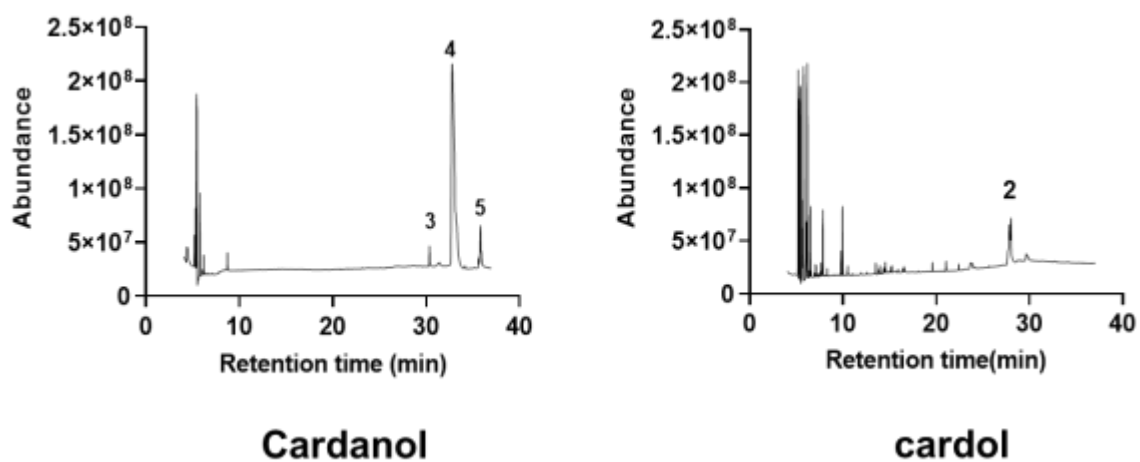 2.5×10⁸
2×10⁸
1.5×10⁸
1×10⁸
5×10⁷
0
Abundance
4
3
5
0 10 20 30 40
Retention time (min)
Cardanol
2.5×10⁸
2×10⁸
1.5×10⁸
1×10⁸
5×10⁷
0
Abundance
2
0 10 20 30 40
Retention time(min)
cardol